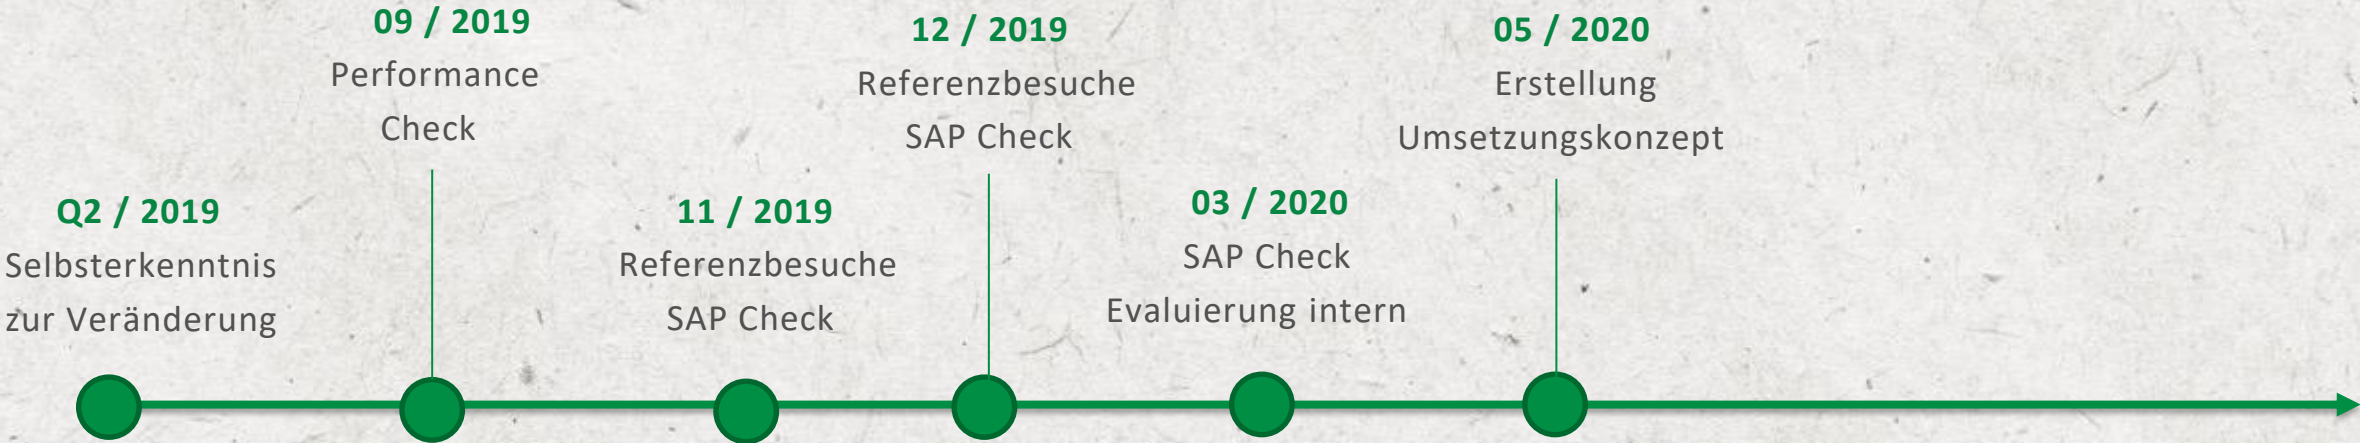 Q2 / 2019
Selbsterkenntnis
zur Veränderung
09 / 2019
Performance
Check
11 / 2019
Referenzbesuche
SAP Check
12 / 2019
Referenzbesuche
SAP Check
03 / 2020
SAP Check
Evaluierung intern
05 / 2020
Erstellung
Umsetzungskonzept